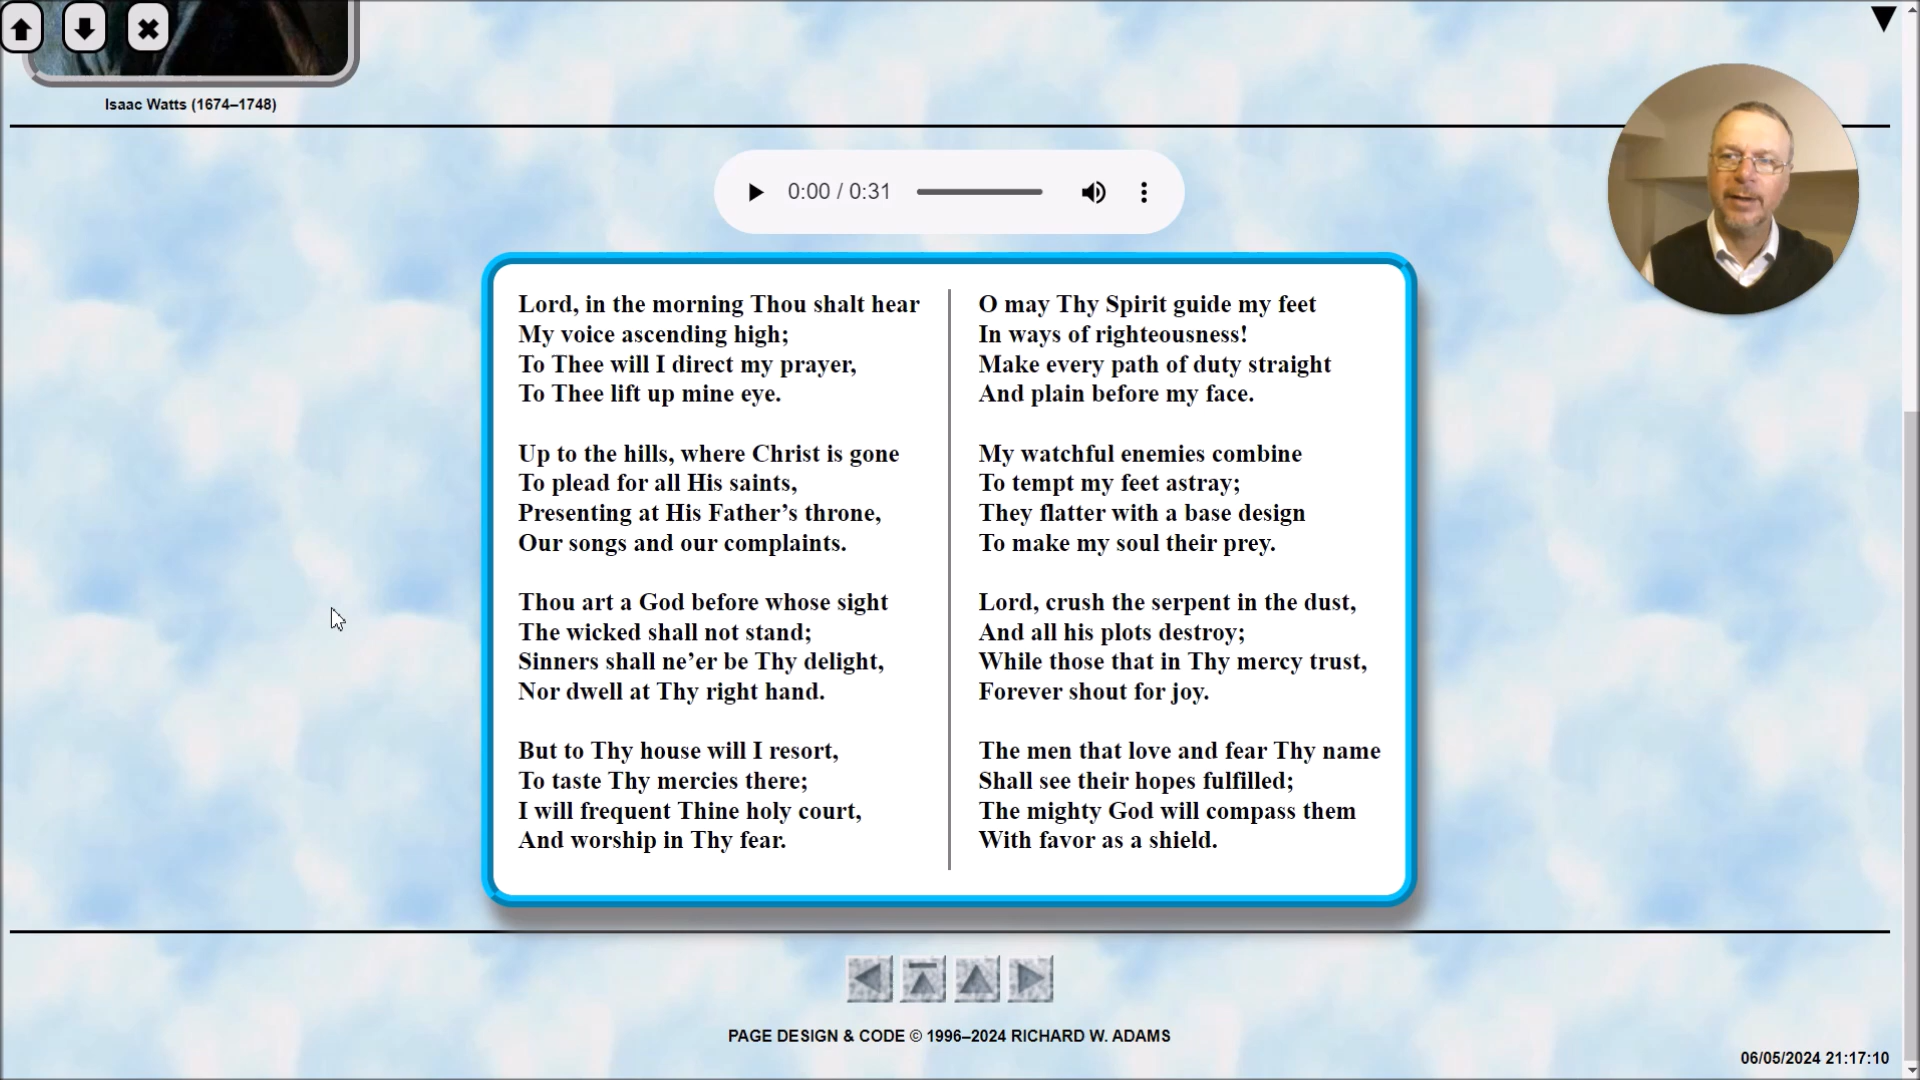 Isaac Watts (1674–1748)
0:00 / 0:31
Lord, in the morning Thou shalt hear
My voice ascending high;
To Thee will I direct my prayer,
To Thee lift up mine eye.
Up to the hills, where Christ is gone
To plead for all His saints,
Presenting at His Father’s throne,
Our songs and our complaints.
Thou art a God before whose sight
The wicked shall not stand;
Sinners shall ne’er be Thy delight,
Nor dwell at Thy right hand.
But to Thy house will I resort,
To taste Thy mercies there;
I will frequent Thine holy court,
And worship in Thy fear.
O may Thy Spirit guide my feet
In ways of righteousness!
Make every path of duty straight
And plain before my face.
My watchful enemies combine
To tempt my feet astray;
They flatter with a base design
To make my soul their prey.
Lord, crush the serpent in the dust,
And all his plots destroy;
While those that in Thy mercy trust,
Forever shout for joy.
The men that love and fear Thy name
Shall see their hopes fulfilled;
The mighty God will compass them
With favor as a shield.
PAGE DESIGN & CODE © 1996–2024 RICHARD W. ADAMS
06/05/2024 21:17:10